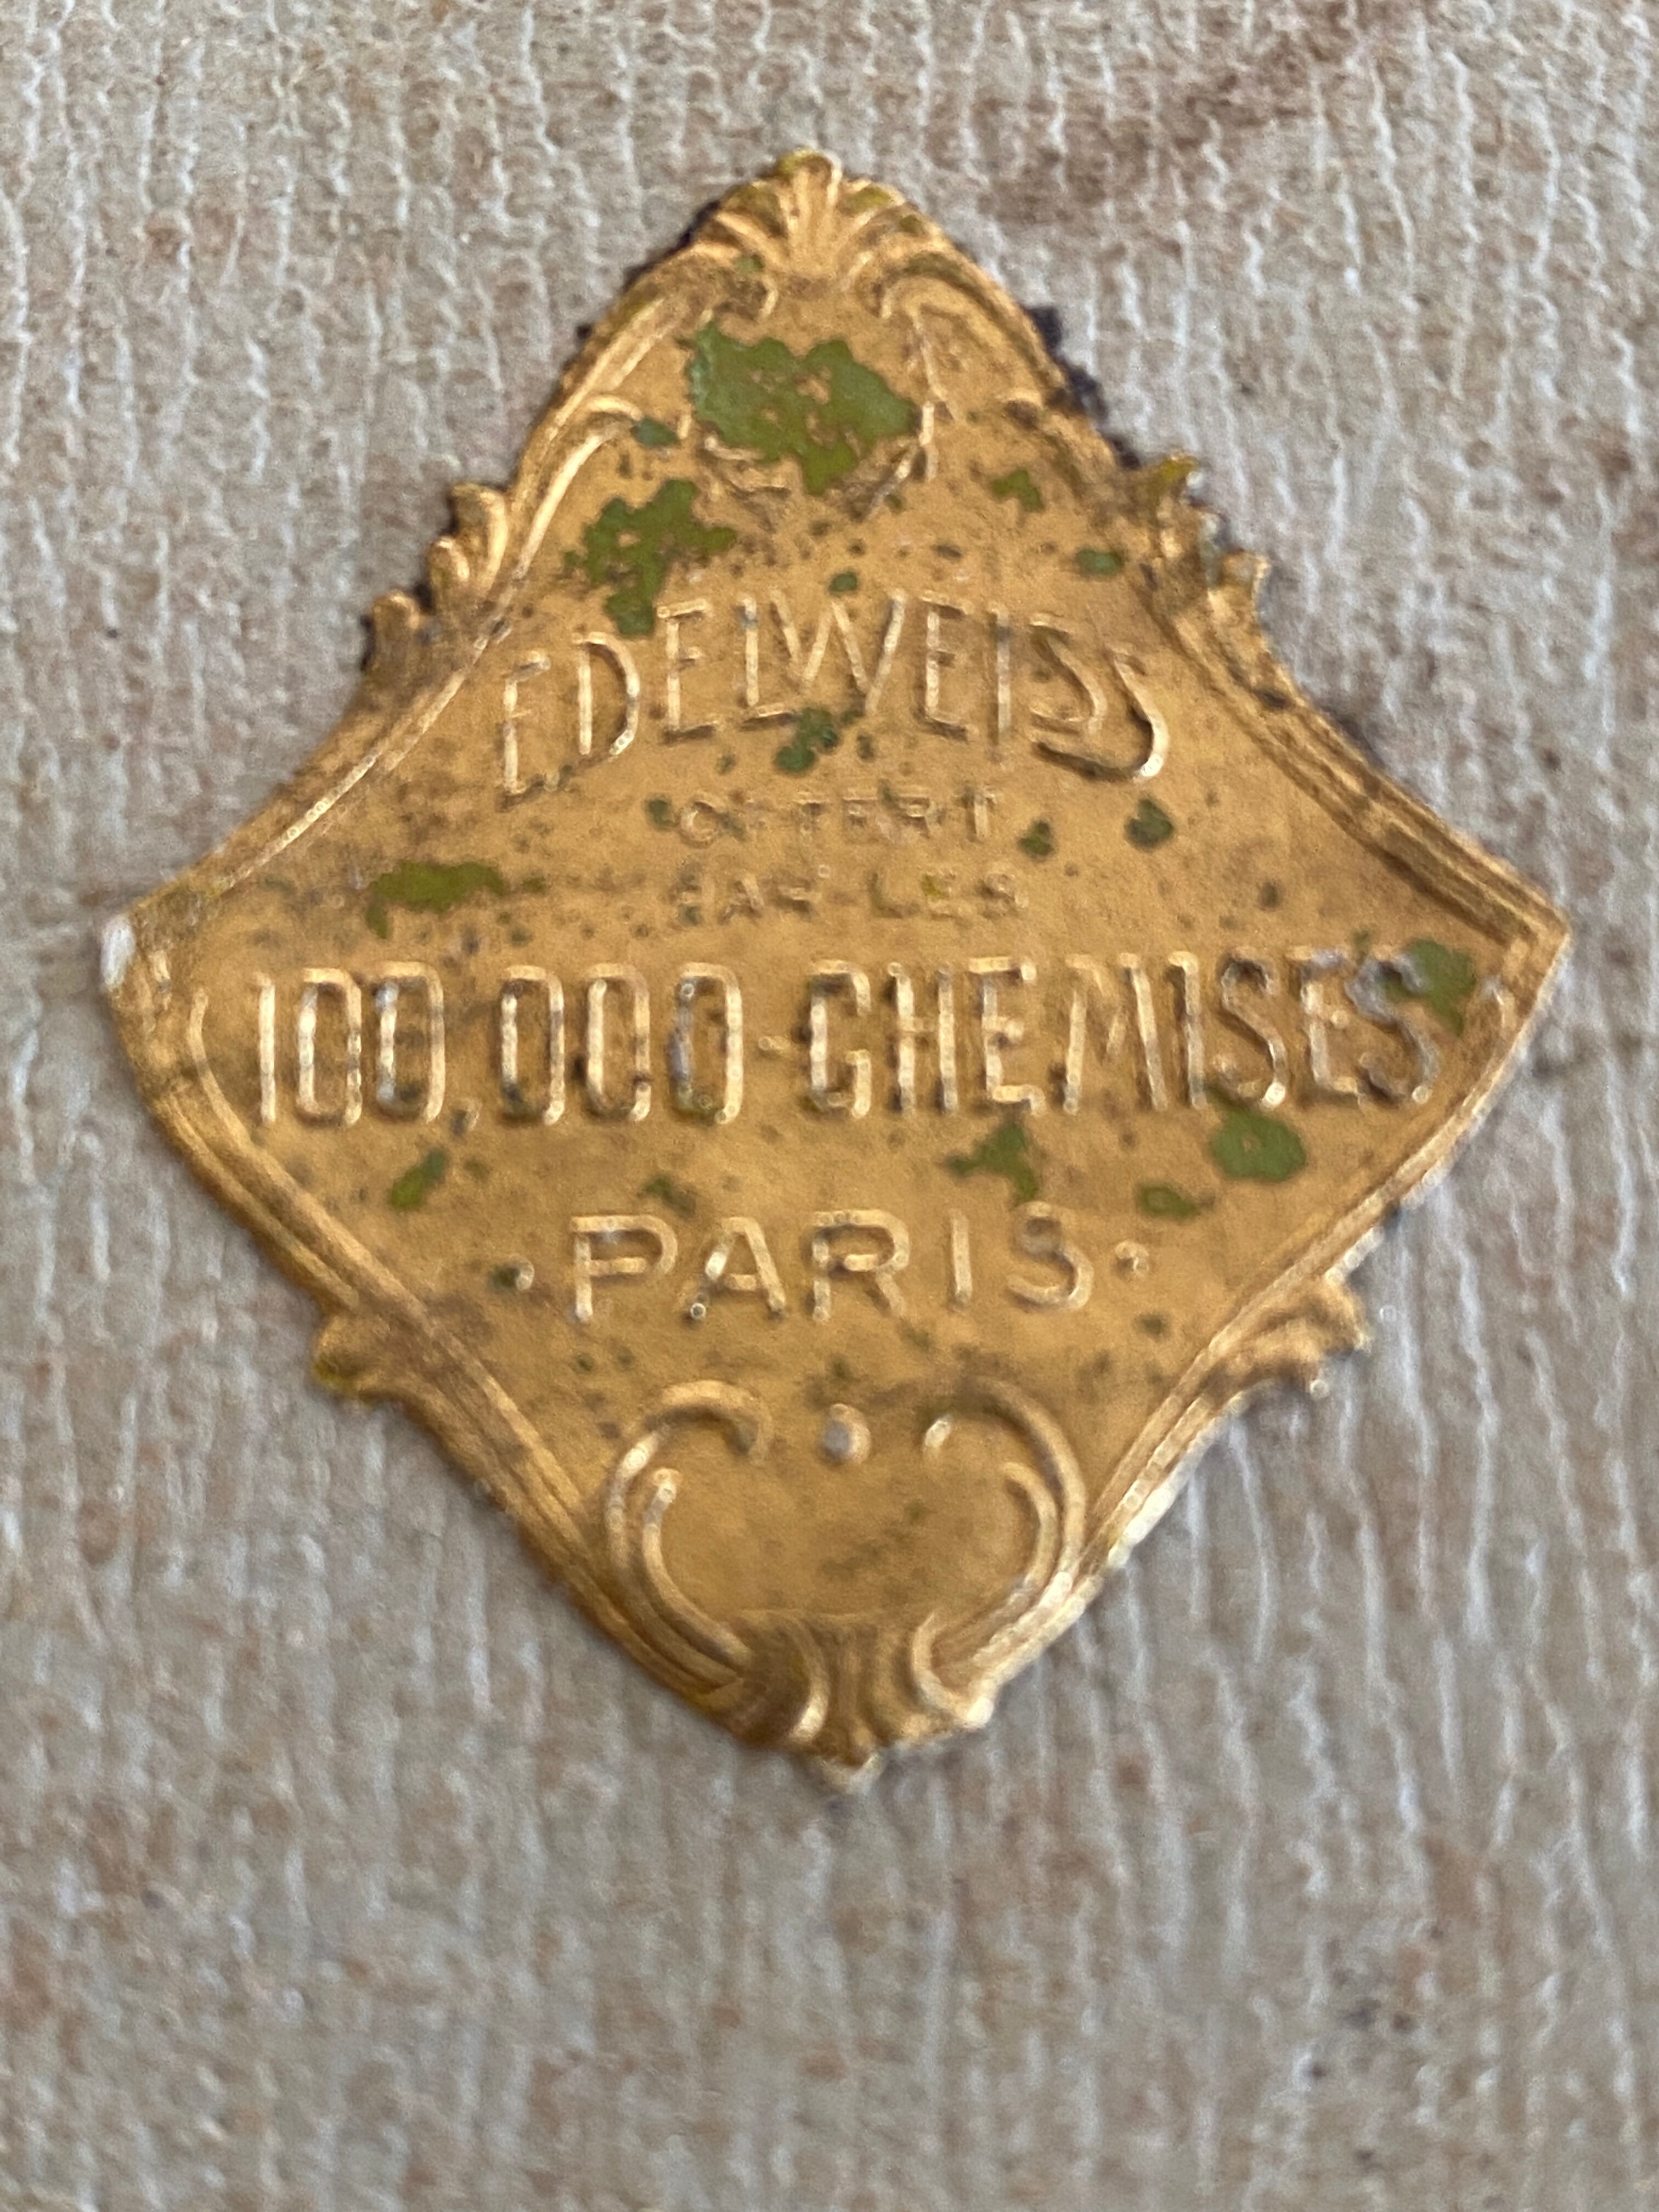 EDELWEISS
OFFERT
PAR LES
100.000 CHEMISES
· PARIS ·